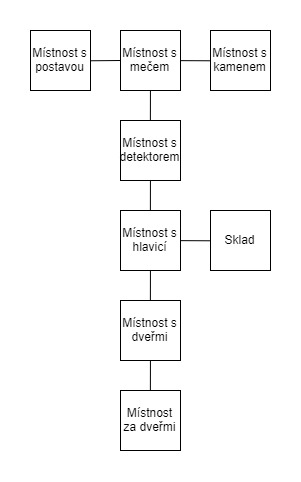 Místnost s
postavou
Místnost s
mečem
Místnost s
kamenem
Místnost s
detektorem
Místnost s
hlavicí
Sklad
Místnost s
dveřmi
Místnost
za dveřmi